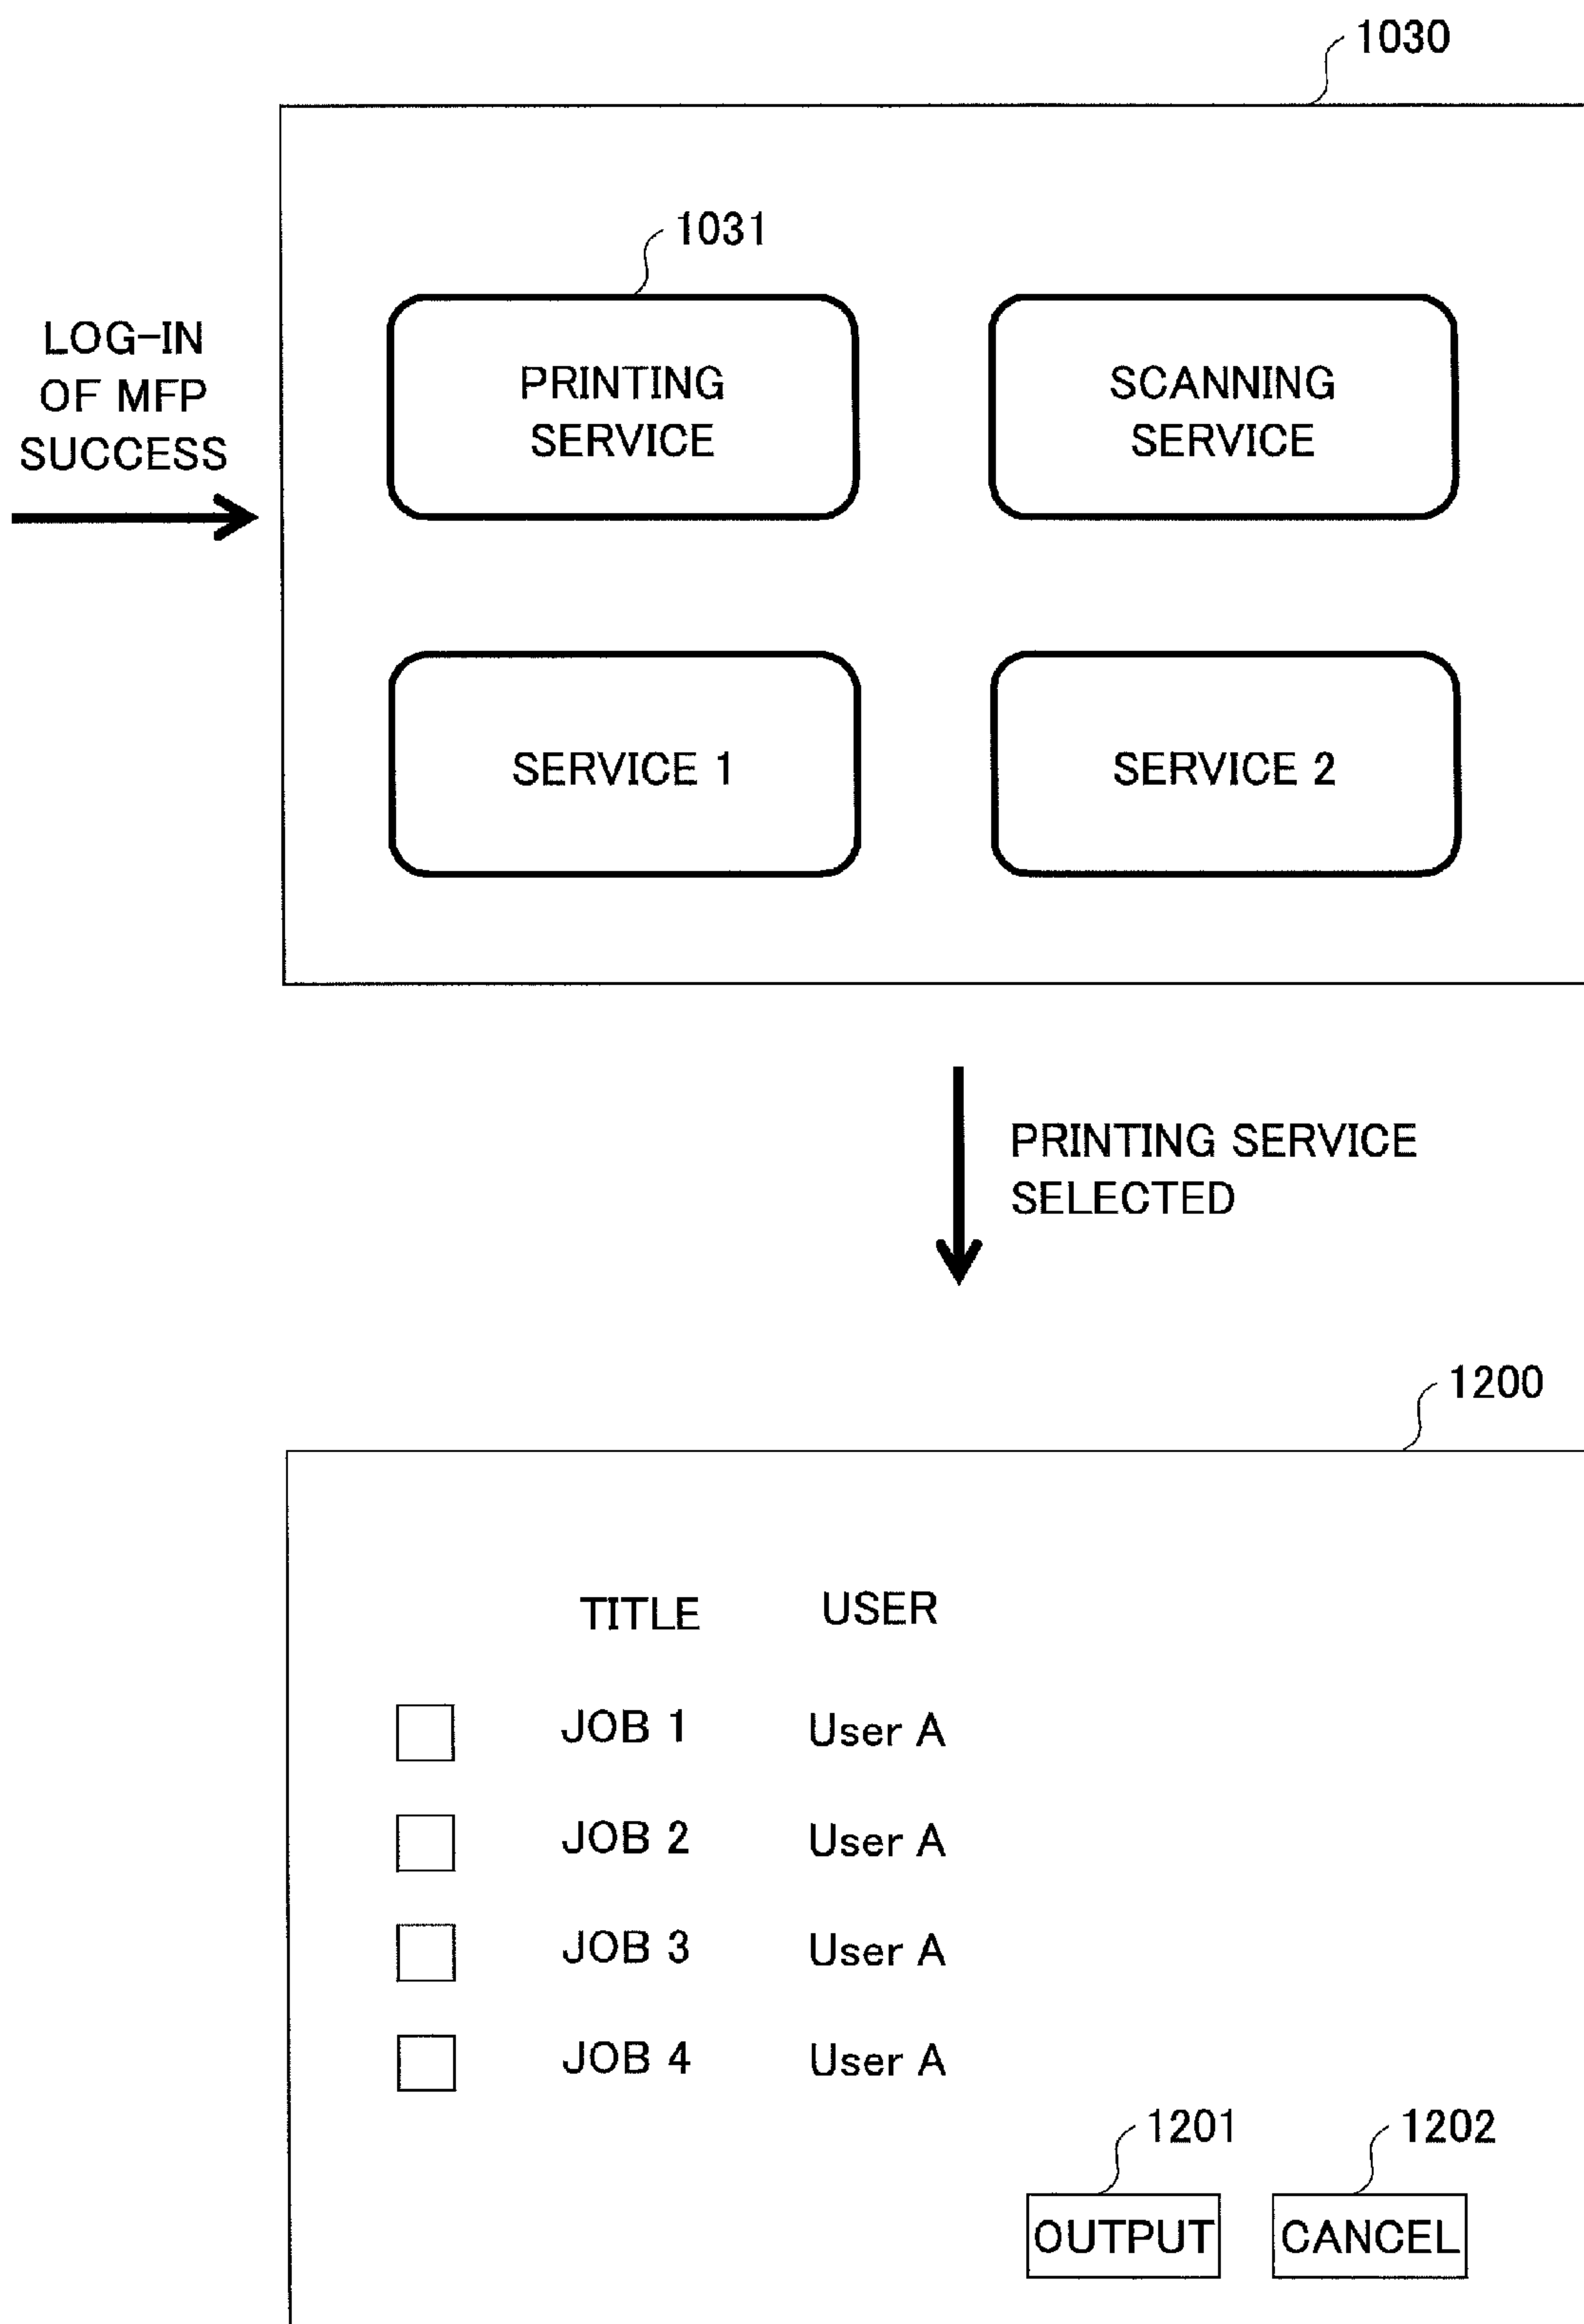 1030
1031
LOG-IN
OF MFP
SUCCESS
PRINTING
SERVICE
SCANNING
SERVICE
SERVICE 1
SERVICE 2
PRINTING SERVICE
SELECTED
1200
TITLE USER
JOB 1 User A
JOB 2 User A
JOB 3 User A
JOB 4 User A
1201 1202
OUTPUT CANCEL